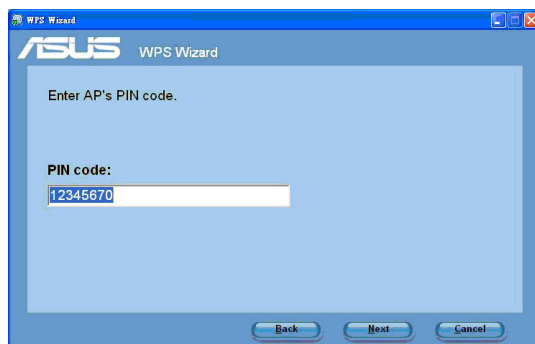 WPS Wizard
ASUS WPS Wizard
Enter AP's PIN code.
PIN code:
12345670
Back Next Cancel